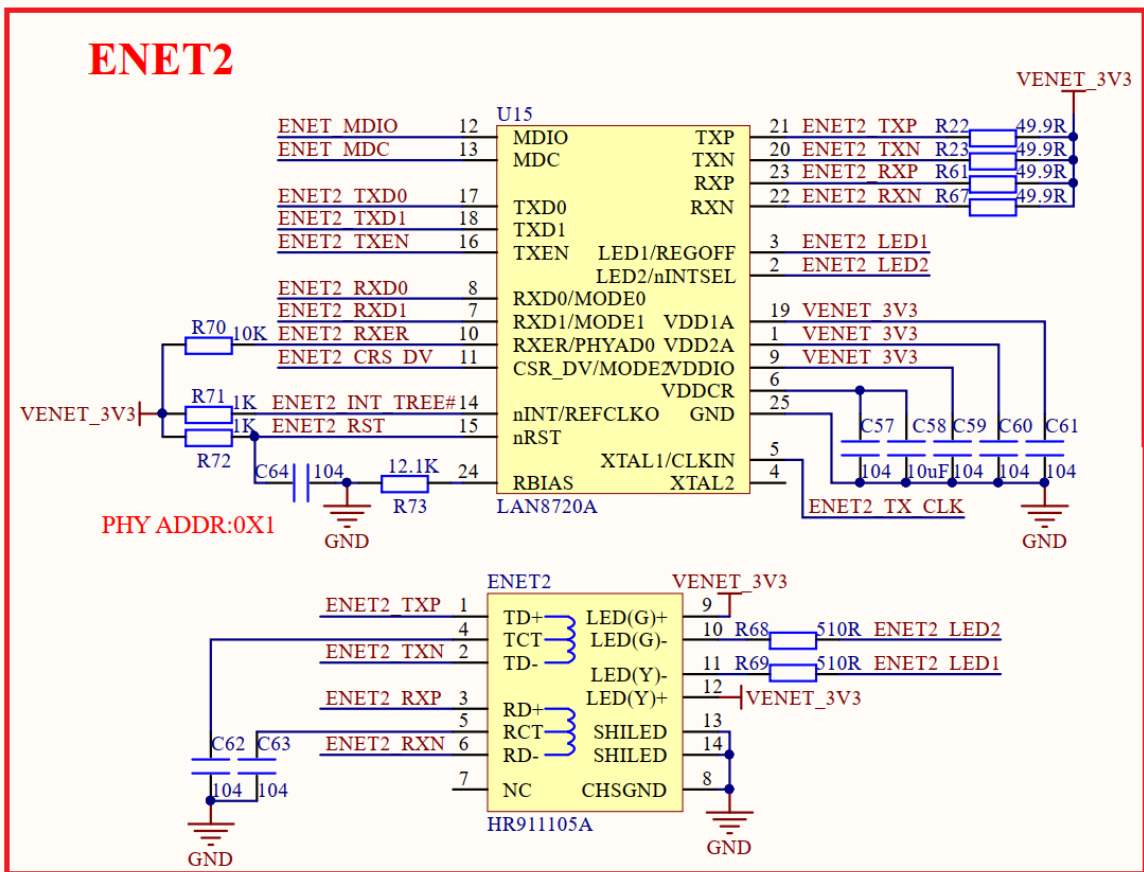 ENET2
VENET_3V3
U15
ENET_MDIO 12 MDIO TXP 21 ENET2_TXP R22 49.9R
ENET_MDC 13 MDC TXN 20 ENET2_TXN R23 49.9R
RXP 23 ENET2_RXP R61 49.9R
ENET2_TXD0 17 TXD0 RXN 22 ENET2_RXN R67 49.9R
ENET2_TXD1 18 TXD1
ENET2_TXEN 16 TXEN LED1/REGOFF 3 ENET2_LED1
LED2/nINTSEL 2 ENET2_LED2
ENET2_RXD0 8 RXD0/MODE0
ENET2_RXD1 7 RXD1/MODE1 VDD1A 19 VENET_3V3
R70 10K ENET2_RXER 10 RXER/PHYAD0 VDD2A 1 VENET_3V3
ENET2_CRS_DV 11 CSR_DV/MODE2 VDDIO 9 VENET_3V3
VDDCR 6
VENET_3V3 R71 1K ENET2_INT_TREE# 14 nINT/REFCLKO GND 25
R72 1K ENET2_RST 15 nRST
C57 C58 C59 C60 C61
XTAL1/CLKIN 5
C64 104 12.1K R73 24 RBIAS XTAL2 4
104 10uF 104 104 104
LAN8720A ENET2_TX_CLK
PHY ADDR:0X1
GND GND
ENET2 VENET_3V3
ENET2_TXP 1 TD+ LED(G)+ 9
4 TCT LED(G)- 10 R68 510R ENET2_LED2
ENET2_TXN 2 TD-
LED(Y)- 11 R69 510R ENET2_LED1
LED(Y)+ 12 VENET_3V3
ENET2_RXP 3 RD+
5 RCT SHILED 13
ENET2_RXN 6 RD- SHILED 14
C62 C63
7 NC CHSGND 8
104 104
HR911105A
GND GND